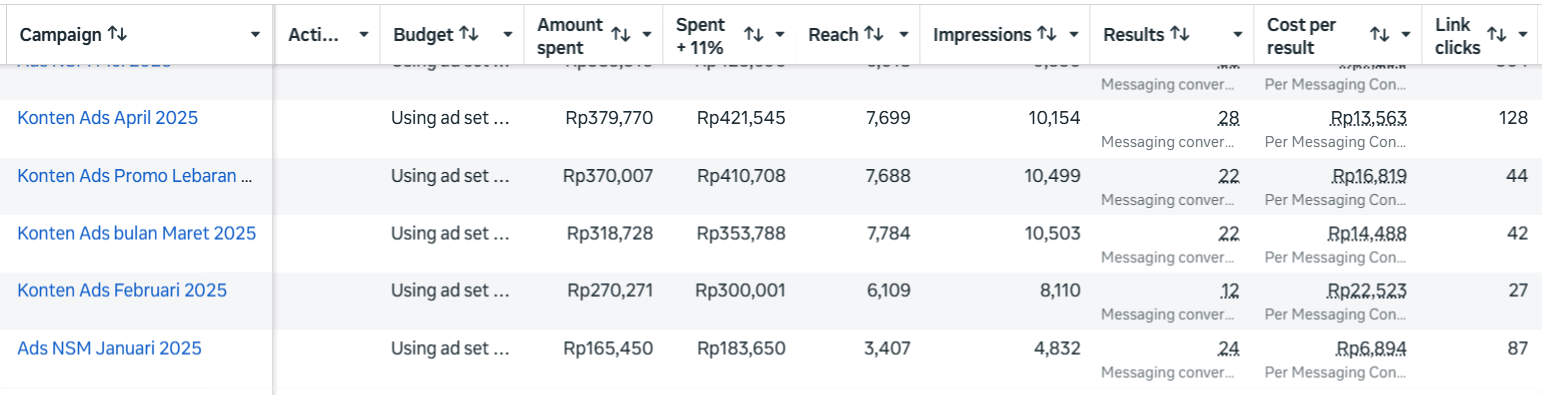 Campaign Acti... Budget Amount spent Spent + 11% Reach Impressions Results Cost per result Link clicks
Messaging conver... Per Messaging Con...
Konten Ads April 2025 Using ad set ... Rp379,770 Rp421,545 7,699 10,154 28 Rp13,563 128
Messaging conver... Per Messaging Con...
Konten Ads Promo Lebaran ... Using ad set ... Rp370,007 Rp410,708 7,688 10,499 22 Rp16,819 44
Messaging conver... Per Messaging Con...
Konten Ads bulan Maret 2025 Using ad set ... Rp318,728 Rp353,788 7,784 10,503 22 Rp14,488 42
Messaging conver... Per Messaging Con...
Konten Ads Februari 2025 Using ad set ... Rp270,271 Rp300,001 6,109 8,110 12 Rp22,523 27
Messaging conver... Per Messaging Con...
Ads NSM Januari 2025 Using ad set ... Rp165,450 Rp183,650 3,407 4,832 24 Rp6,894 87
Messaging conver... Per Messaging Con...